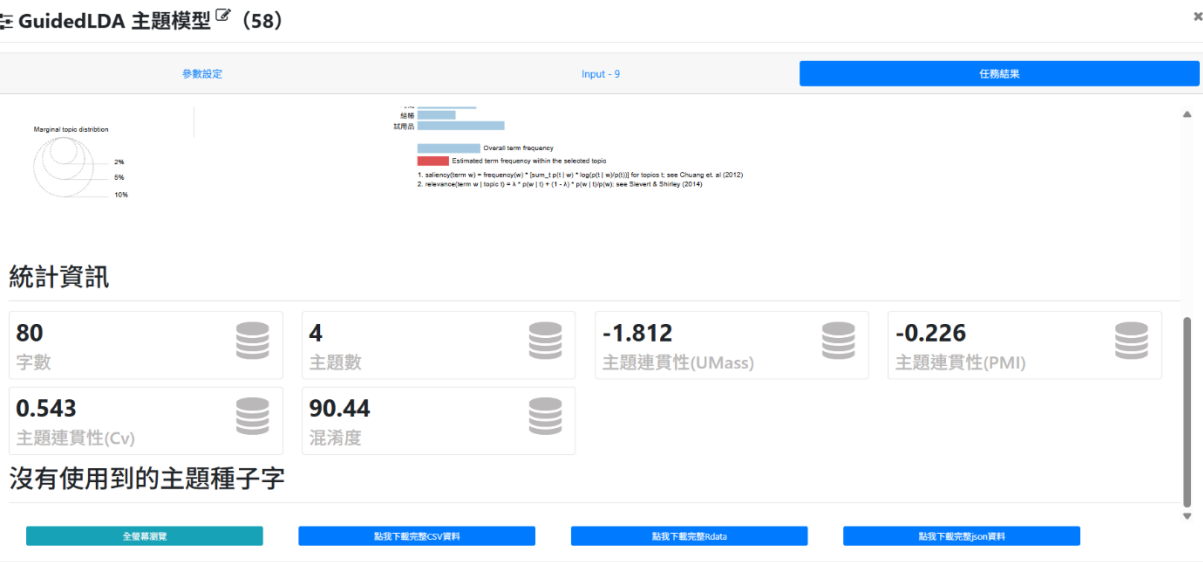 GuidedLDA 主題模型 （58）
參數設定
Input - 9
任務結果
結帳
試用品
Marginal topic distribtion
2%
5%
10%
Overall term frequency
Estimated term frequency within the selected topic
1. saliency(term w) = frequency(w) * [sum_t p(t | w) * log(p(t | w)/p(t))] for topics t; see Chuang et. al (2012)
2. relevance(term w | topic t) = λ * p(w | t) + (1 - λ) * p(w | t)/p(w); see Sievert & Shirley (2014)
統計資訊
80
字數
4
主題數
-1.812
主題連貫性(UMass)
-0.226
主題連貫性(PMI)
0.543
主題連貫性(Cv)
90.44
混淆度
沒有使用到的主題種子字
全螢幕瀏覽
點我下載完整CSV資料
點我下載完整Rdata
點我下載完整json資料